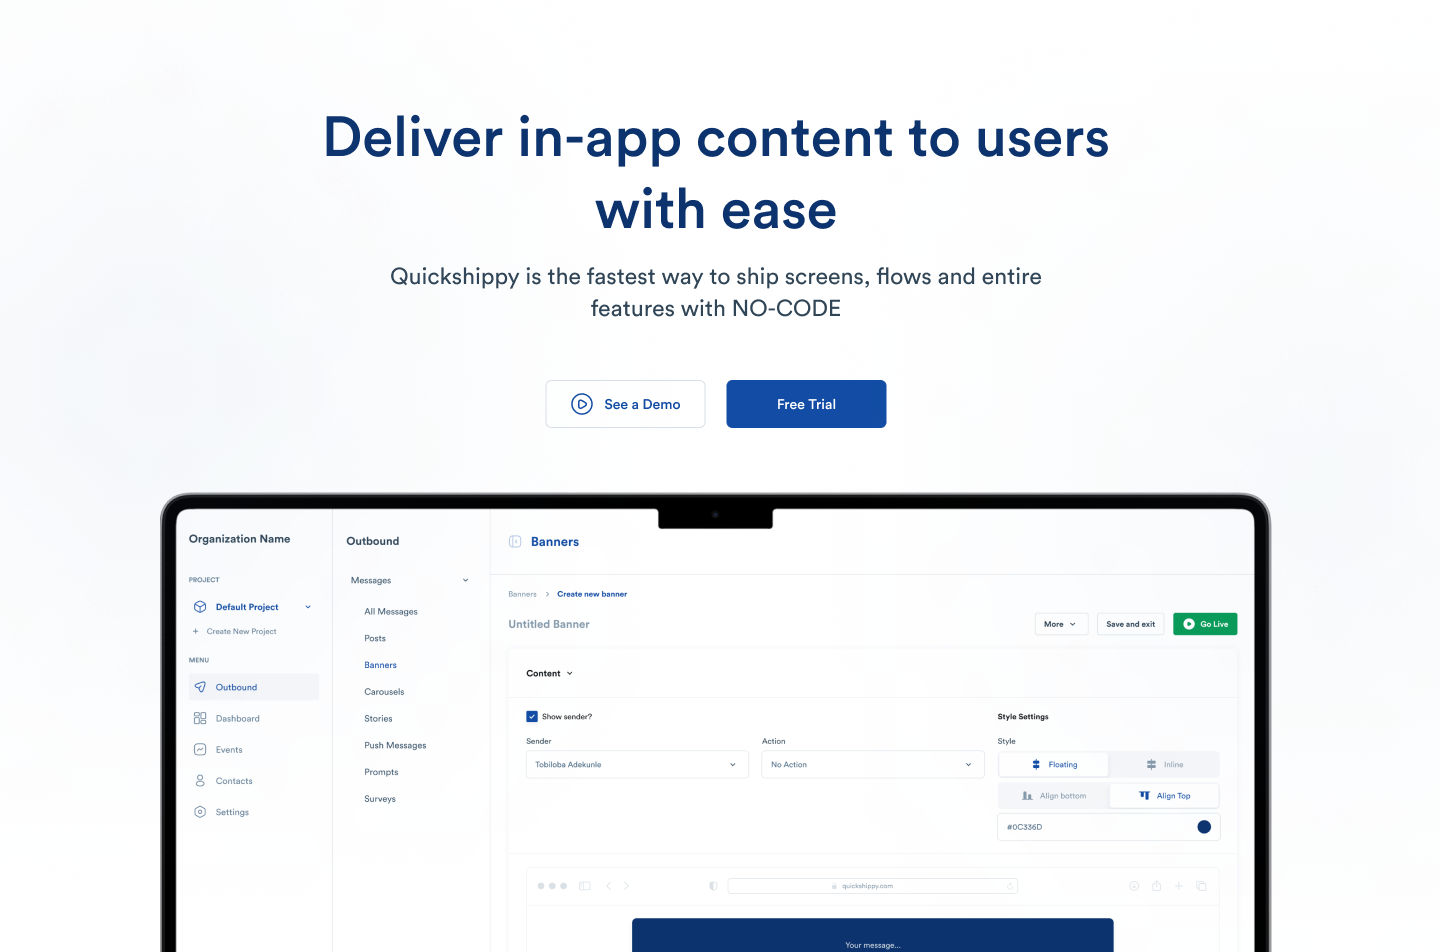 Deliver in-app content to users
with ease
Quickshippy is the fastest way to ship screens, flows and entire
features with NO-CODE
See a Demo
Free Trial
Organization Name
PROJECT
Default Project
+ Create New Project
MENU
Outbound
Dashboard
Events
Contacts
Settings
Outbound
Messages
All Messages
Posts
Banners
Carousels
Stories
Push Messages
Prompts
Surveys
Banners
Banners > Create new banner
Untitled Banner
More
Save and exit
Go Live
Content
Show sender?
Sender
Tobiloba Adekunle
Action
No Action
Style Settings
Style
Floating
Inline
Align bottom
Align Top
#0C336D
quickshippy.com
Your message...